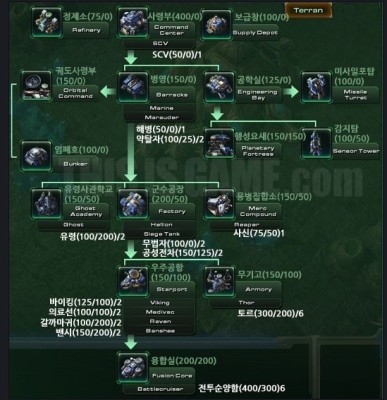 Terran
정제소(75/0)
Refinery
사령부(400/0)
Command Center
SCV
SCV(50/0)/1
보급창(100/0)
Supply Depot
궤도사령부(150/0)
Orbital Command
병영(150/0)
Barracks
Marine
Marauder
해병(50/0)/1
약탈자(100/25)/2
공학실(125/0)
Engineering Bay
미사일포탑(100/0)
Missile Turret
엄폐호(100/0)
Bunker
행성요새(150/150)
Planetary Fortress
감지탑(100/50)
Sensor Tower
유령사관학교(150/50)
Ghost Academy
Ghost
유령(100/200)/2
군수공장(200/50)
Factory
Hellion
Siege Tank
무법자(100/0)/2
공성전차(150/125)/2
용병집합소(150/50)
Merc Compound
Reaper
사신(75/50)1
우주공항(150/100)
Starport
Viking
Medivac
Raven
Banshee
바이킹(125/100)/2
의료선(100/100)/2
갈까마귀(100/200)/2
밴시(150/200)/2
무기고(150/100)
Armory
Thor
토르(300/200)/6
융합실(200/200)
Fusion Core
Battlecruiser
전투순양함(400/300)6